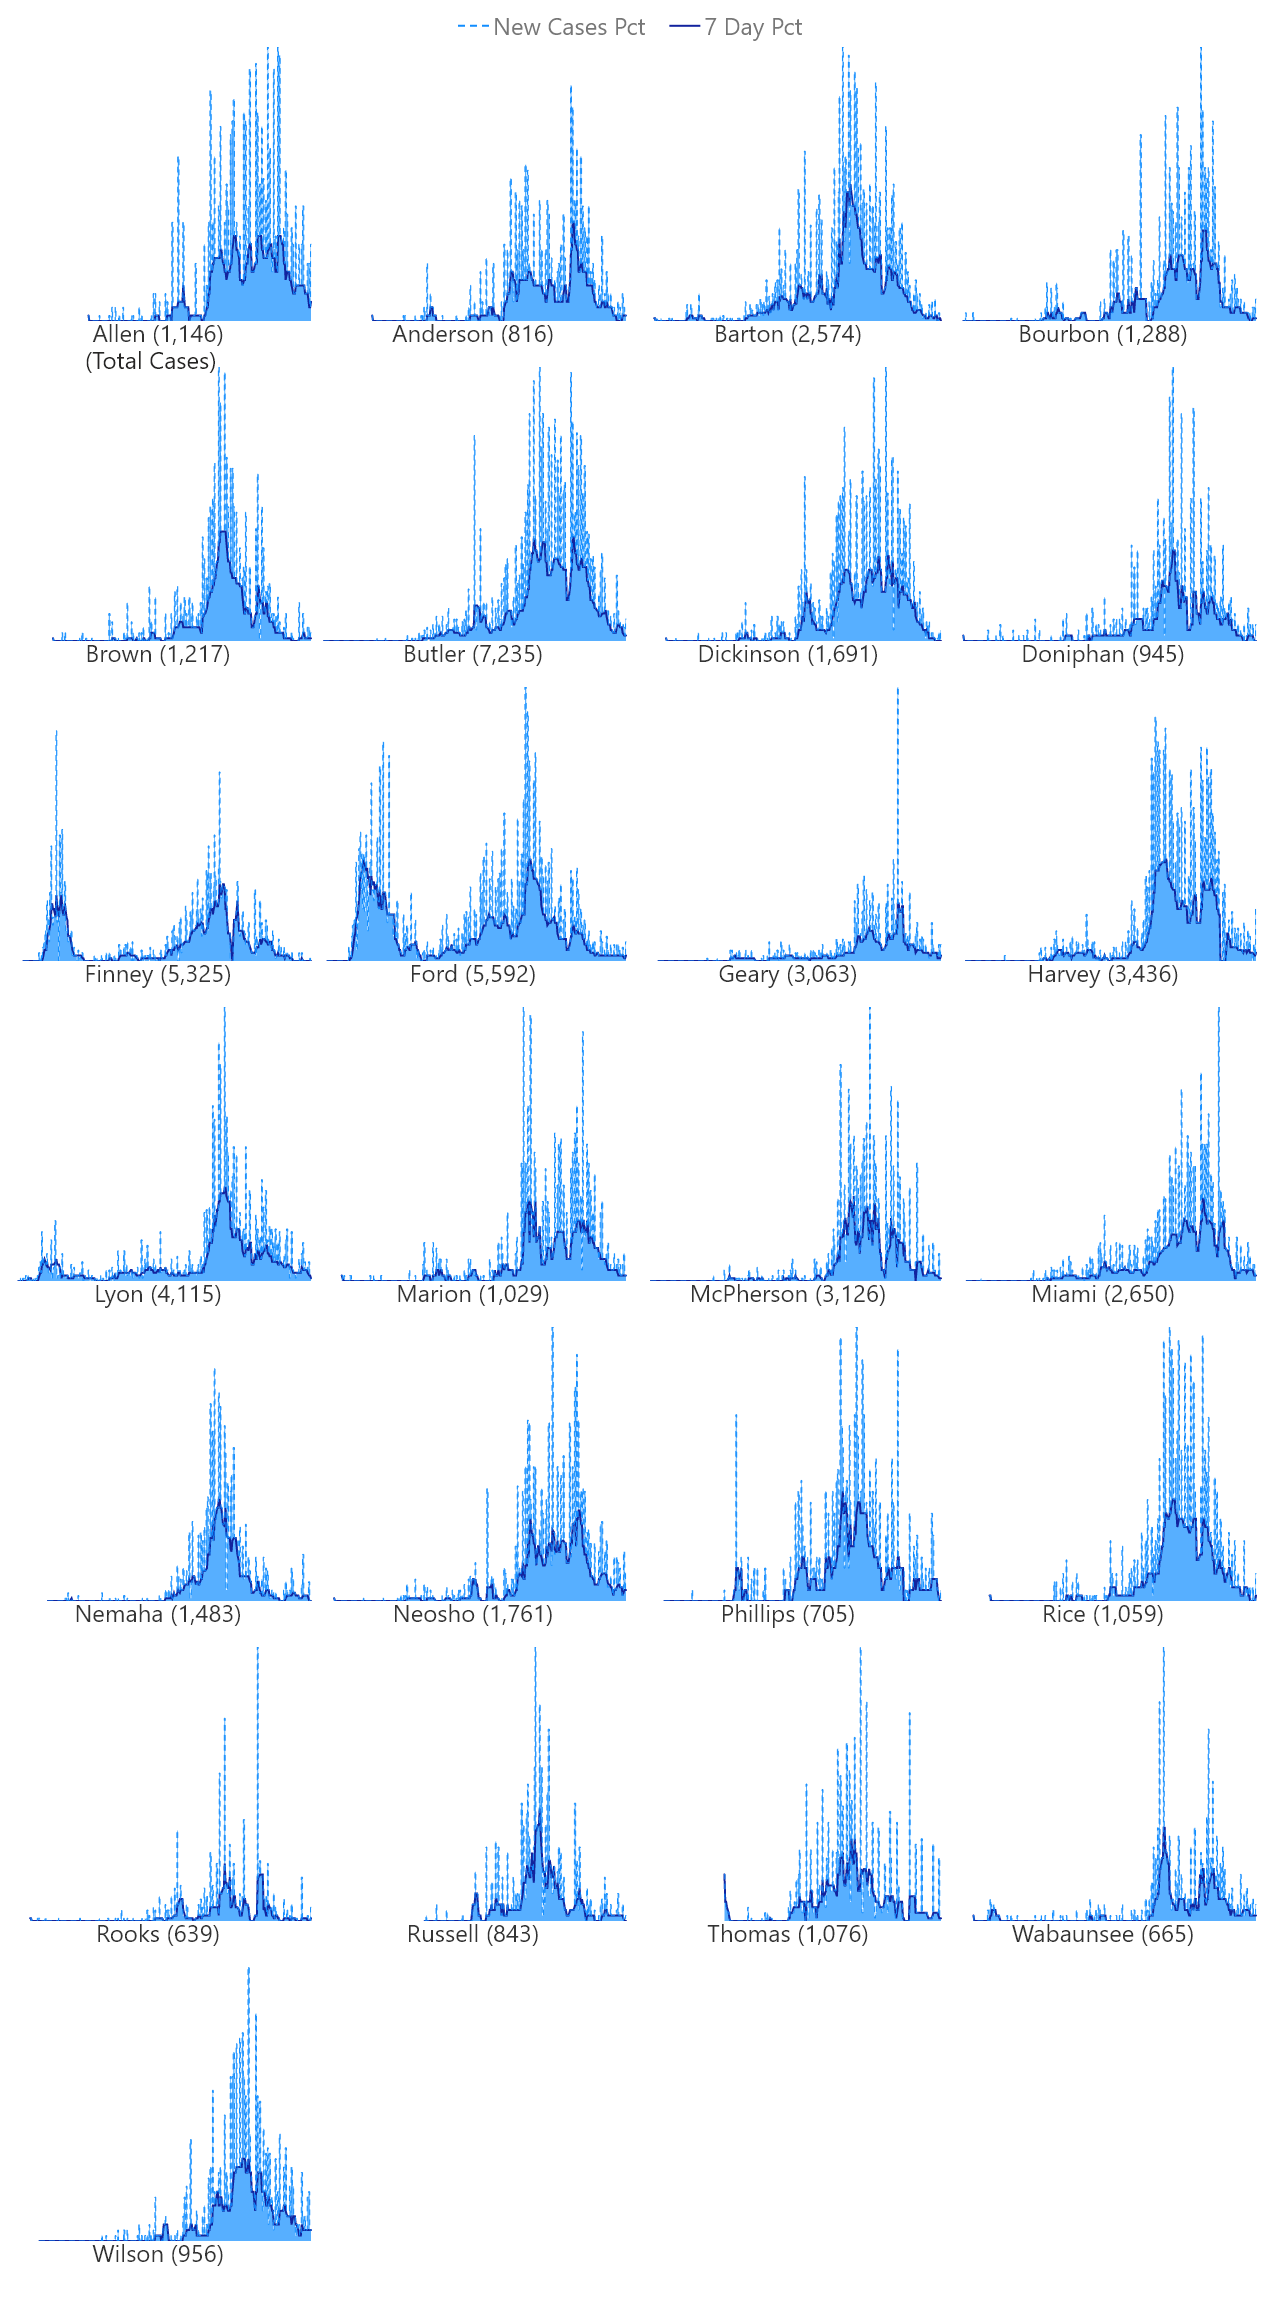 New Cases Pct 7 Day Pct
Allen (1,146) Anderson (816) Barton (2,574) Bourbon (1,288)
(Total Cases)
Brown (1,217) Butler (7,235) Dickinson (1,691) Doniphan (945)
Finney (5,325) Ford (5,592) Geary (3,063) Harvey (3,436)
Lyon (4,115) Marion (1,029) McPherson (3,126) Miami (2,650)
Nemaha (1,483) Neosho (1,761) Phillips (705) Rice (1,059)
Rooks (639) Russell (843) Thomas (1,076) Wabaunsee (665)
Wilson (956)